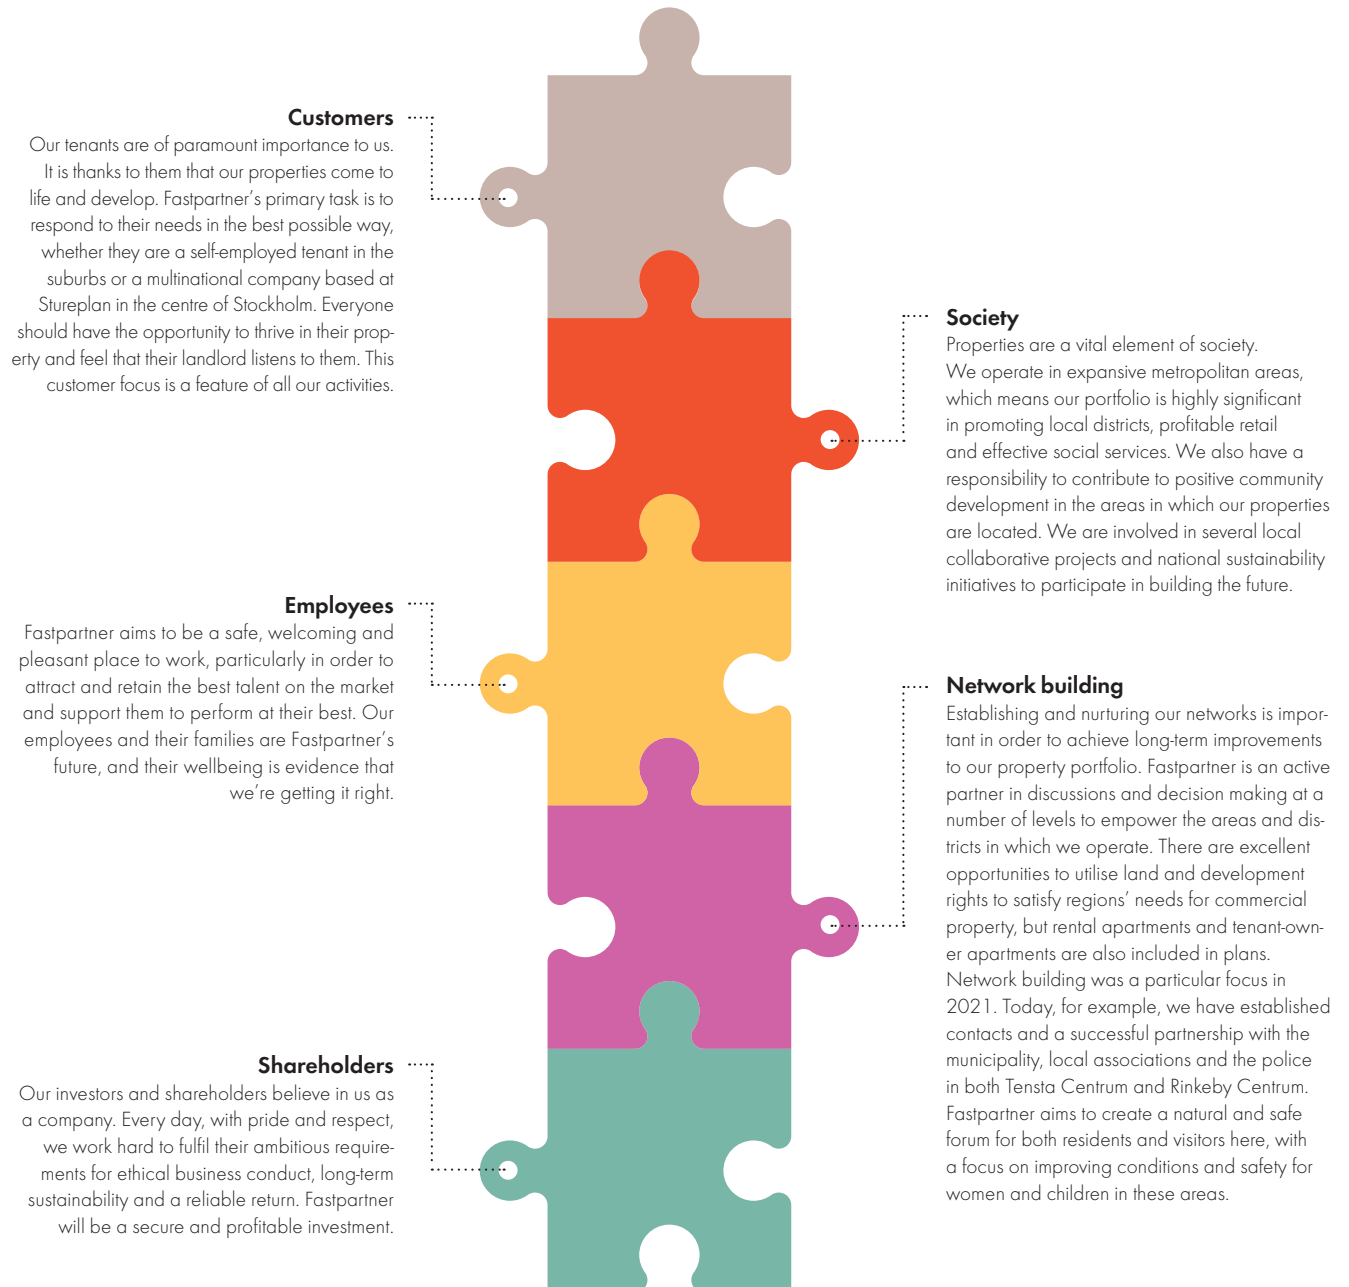 Customers
Our tenants are of paramount importance to us.
It is thanks to them that our properties come to
life and develop. Fastpartner’s primary task is to
respond to their needs in the best possible way,
whether they are a self-employed tenant in the
suburbs or a multinational company based at
Stureplan in the centre of Stockholm. Everyone
should have the opportunity to thrive in their prop-
erty and feel that their landlord listens to them. This
customer focus is a feature of all our activities.
Society
Properties are a vital element of society.
We operate in expansive metropolitan areas,
which means our portfolio is highly significant
in promoting local districts, profitable retail
and effective social services. We also have a
responsibility to contribute to positive community
development in the areas in which our properties
are located. We are involved in several local
collaborative projects and national sustainability
initiatives to participate in building the future.
Employees
Fastpartner aims to be a safe, welcoming and
pleasant place to work, particularly in order to
attract and retain the best talent on the market
and support them to perform at their best. Our
employees and their families are Fastpartner’s
future, and their wellbeing is evidence that
we’re getting it right.
Network building
Establishing and nurturing our networks is impor-
tant in order to achieve long-term improvements
to our property portfolio. Fastpartner is an active
partner in discussions and decision making at a
number of levels to empower the areas and dis-
tricts in which we operate. There are excellent
opportunities to utilise land and development
rights to satisfy regions’ needs for commercial
property, but rental apartments and tenant-own-
er apartments are also included in plans.
Network building was a particular focus in
2021. Today, for example, we have established
contacts and a successful partnership with the
municipality, local associations and the police
in both Tensta Centrum and Rinkeby Centrum.
Fastpartner aims to create a natural and safe
forum for both residents and visitors here, with
a focus on improving conditions and safety for
women and children in these areas.
Shareholders
Our investors and shareholders believe in us as
a company. Every day, with pride and respect,
we work hard to fulfil their ambitious require-
ments for ethical business conduct, long-term
sustainability and a reliable return. Fastpartner
will be a secure and profitable investment.